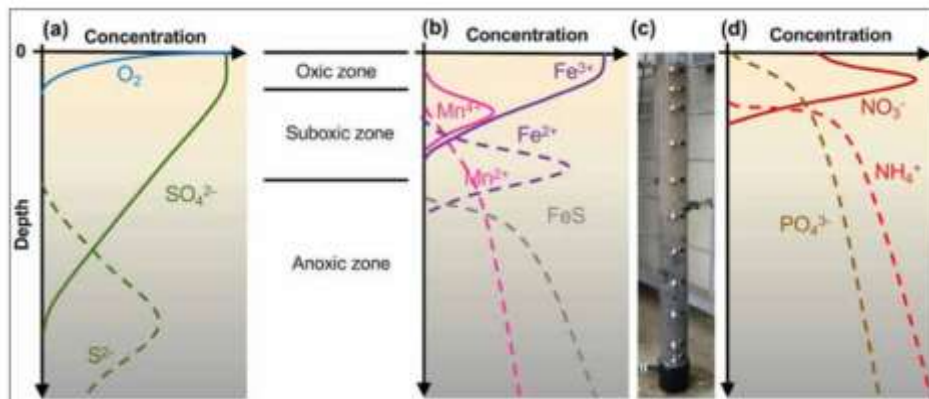 (a)
Concentration
0
O₂
SO₄²⁻
S²⁻
Depth
Oxic zone
Suboxic zone
Anoxic zone
(b)
Concentration
Fe³⁺
Mn⁴⁺
Fe²⁺
Mn²⁺
FeS
(c)
(d)
Concentration
NO₃⁻
NH₄⁺
PO₄³⁻